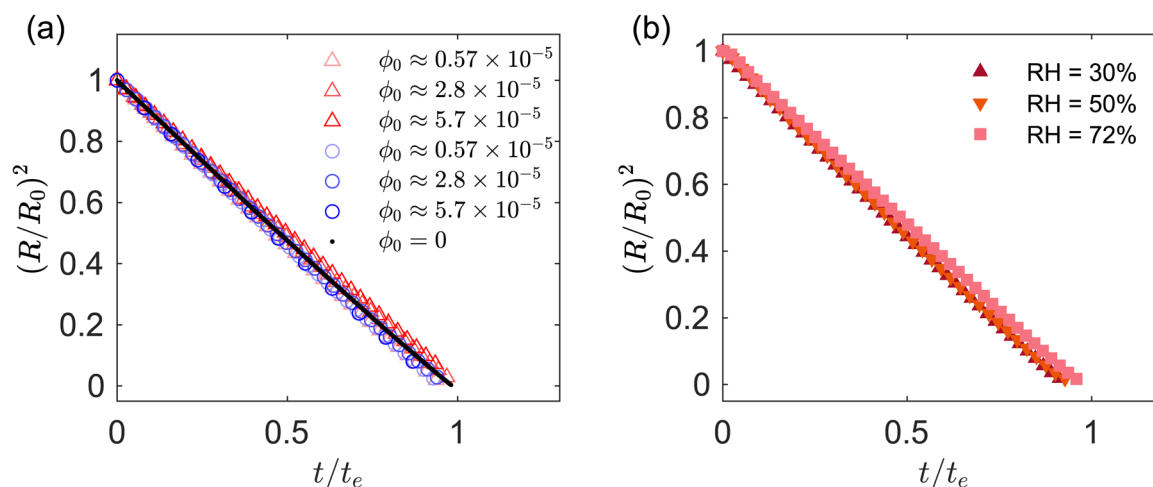 (a)
(R/R₀)²
1
0.8
0.6
0.4
0.2
0
0
0.5
1
t/tₑ
ϕ₀ ≈ 0.57 × 10⁻⁵
ϕ₀ ≈ 2.8 × 10⁻⁵
ϕ₀ ≈ 5.7 × 10⁻⁵
ϕ₀ ≈ 0.57 × 10⁻⁵
ϕ₀ ≈ 2.8 × 10⁻⁵
ϕ₀ ≈ 5.7 × 10⁻⁵
ϕ₀ = 0
(b)
(R/R₀)²
1
0.8
0.6
0.4
0.2
0
0
0.5
1
t/tₑ
RH = 30%
RH = 50%
RH = 72%